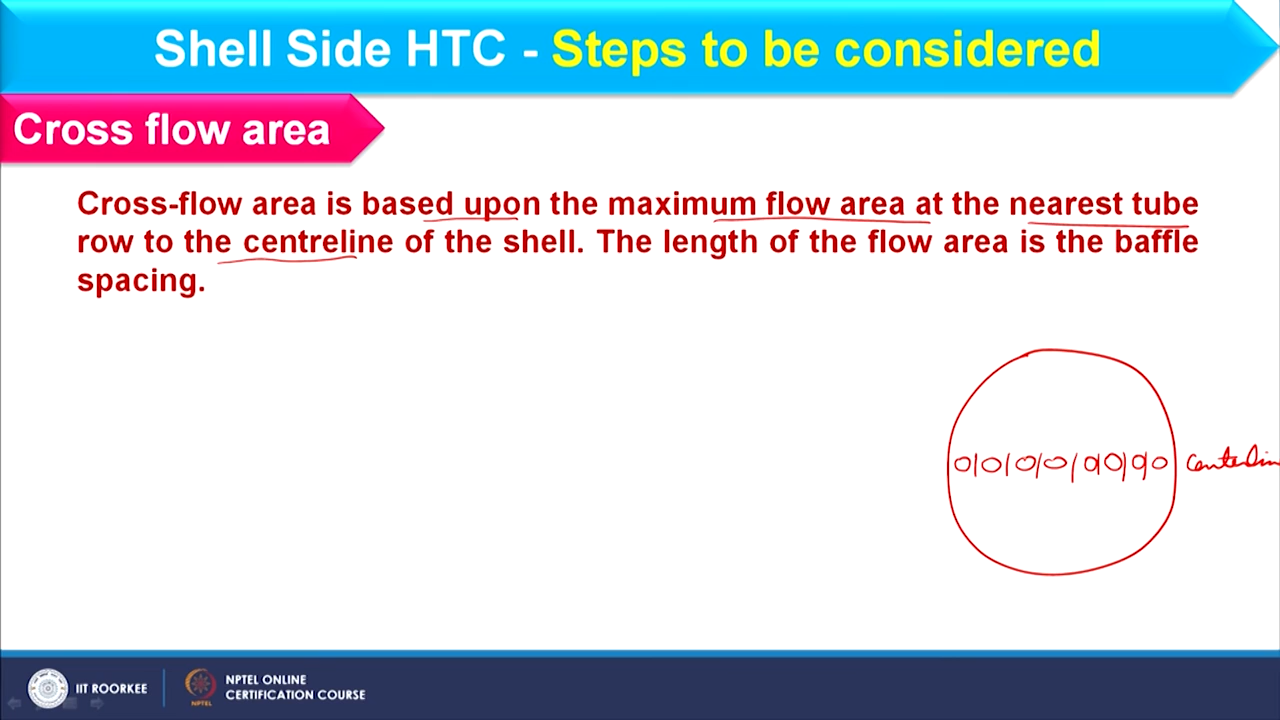 Shell Side HTC - Steps to be considered
Cross flow area
Cross-flow area is based upon the maximum flow area at the nearest tube
row to the centreline of the shell. The length of the flow area is the baffle
spacing.
IIT ROORKEE
NPTEL
NPTEL ONLINE
CERTIFICATION COURSE